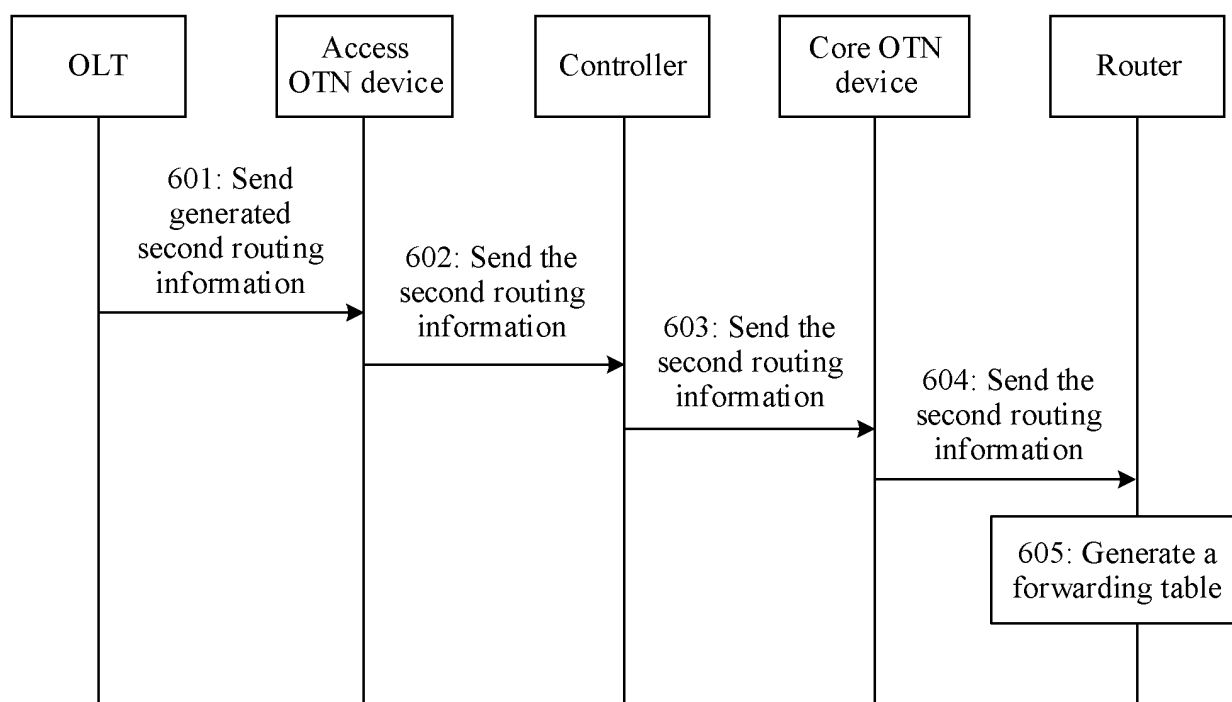 OLT
Access
OTN device
Controller
Core OTN
device
Router
601: Send
generated
second routing
information
602: Send the
second routing
information
603: Send the
second routing
information
604: Send the
second routing
information
605: Generate a
forwarding table